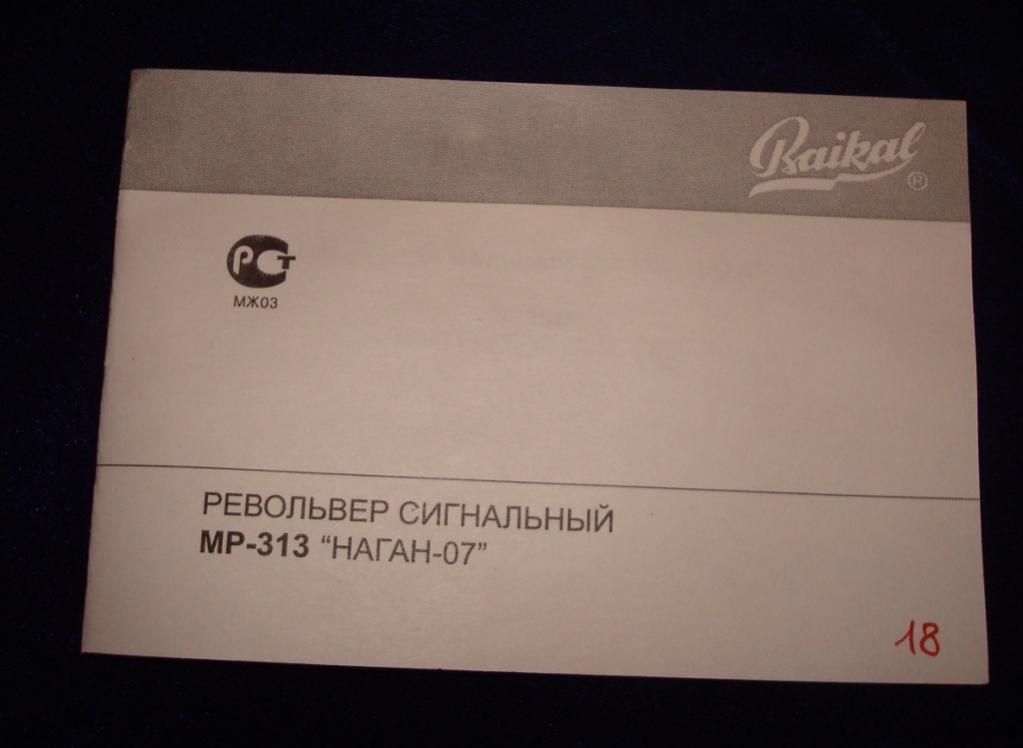 Baikal
®
РСТ
МЖ03
РЕВОЛЬВЕР СИГНАЛЬНЫЙ
МР-313 “НАГАН-07”
18